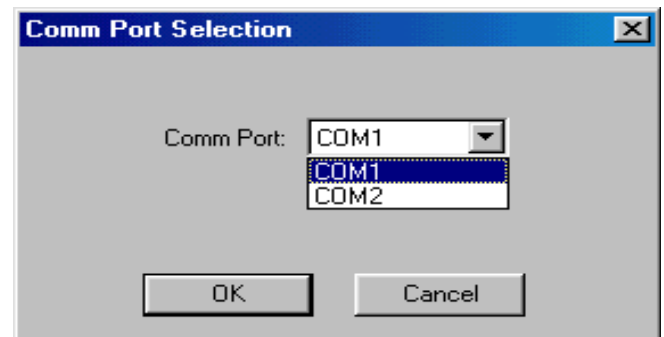 Comm Port Selection
Comm Port: COM1
COM1
COM2
OK Cancel